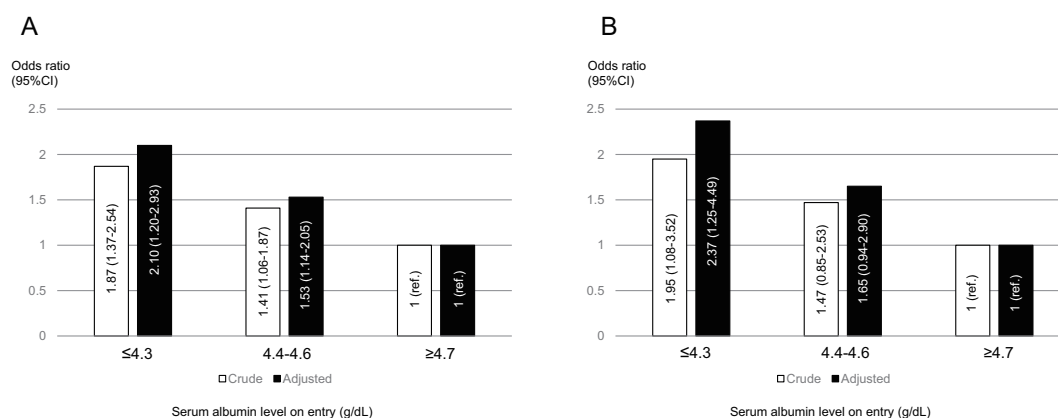 A
Odds ratio
(95%CI)
2.5
2
1.5
1
0.5
0
1.87 (1.37-2.54)
2.10 (1.20-2.93)
1.41 (1.06-1.87)
1.53 (1.14-2.05)
1 (ref.)
1 (ref.)
≤4.3
4.4-4.6
≥4.7
Crude
Adjusted
Serum albumin level on entry (g/dL)
B
Odds ratio
(95%CI)
2.5
2
1.5
1
0.5
0
1.95 (1.08-3.52)
2.37 (1.25-4.49)
1.47 (0.85-2.53)
1.65 (0.94-2.90)
1 (ref.)
1 (ref.)
≤4.3
4.4-4.6
≥4.7
Crude
Adjusted
Serum albumin level on entry (g/dL)